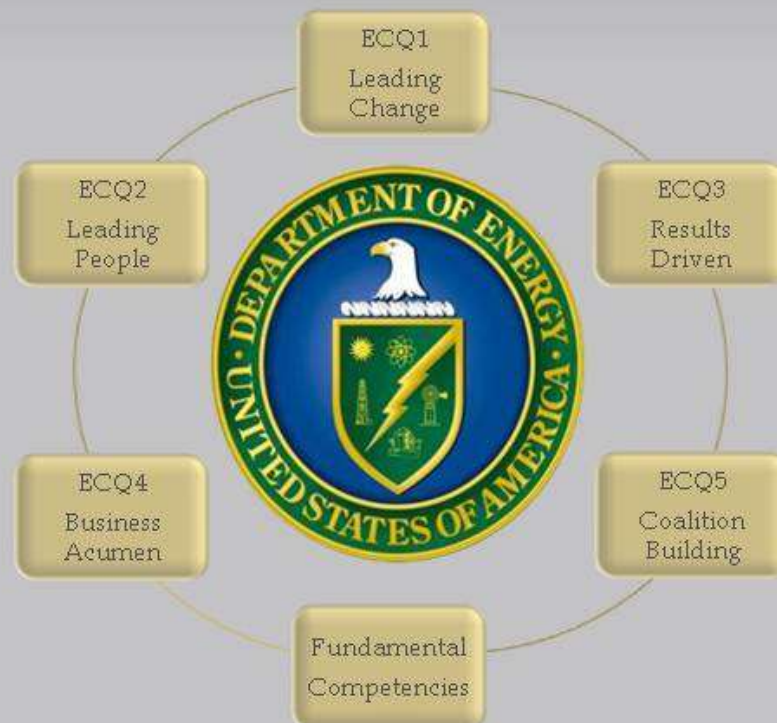 ECQ1
Leading
Change
ECQ2
Leading
People
ECQ3
Results
Driven
DEPARTMENT OF ENERGY
UNITED STATES OF AMERICA
ECQ4
Business
Acumen
ECQ5
Coalition
Building
Fundamental
Competencies